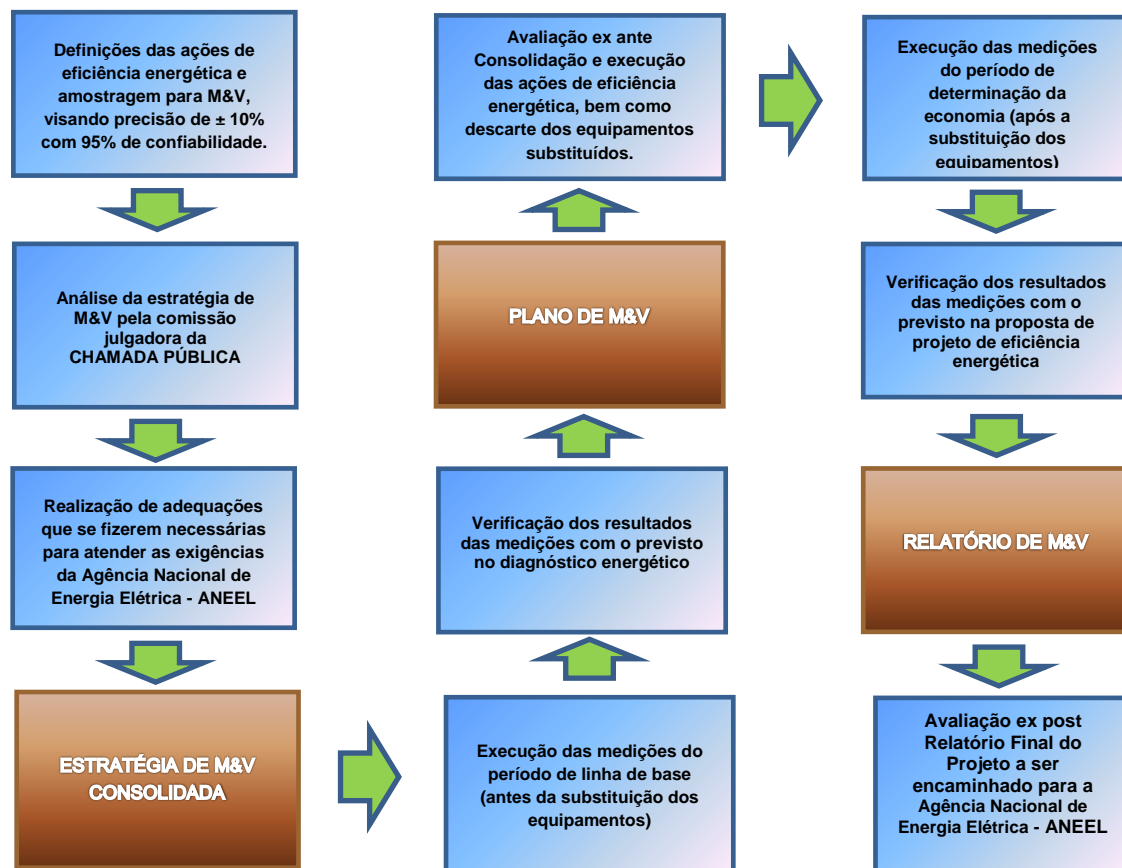 Definições das ações de
eficiência energética e
amostragem para M&V,
visando precisão de ± 10%
com 95% de confiabilidade.
Análise da estratégia de
M&V pela comissão
julgadora da
CHAMADA PÚBLICA
Realização de adequações
que se fizerem necessárias
para atender as exigências
da Agência Nacional de
Energia Elétrica - ANEEL
ESTRATÉGIA DE M&V
CONSOLIDADA
Execução das medições do
período de linha de base
(antes da substituição dos
equipamentos)
Verificação dos resultados
das medições com o previsto
no diagnóstico energético
PLANO DE M&V
Avaliação ex ante
Consolidação e execução
das ações de eficiência
energética, bem como
descarte dos equipamentos
substituídos.
Execução das medições
do período de
determinação da
economia (após a
substituição dos
equipamentos)
Verificação dos resultados
das medições com o
previsto na proposta de
projeto de eficiência
energética
RELATÓRIO DE M&V
Avaliação ex post
Relatório Final do
Projeto a ser
encaminhado para a
Agência Nacional de
Energia Elétrica - ANEEL